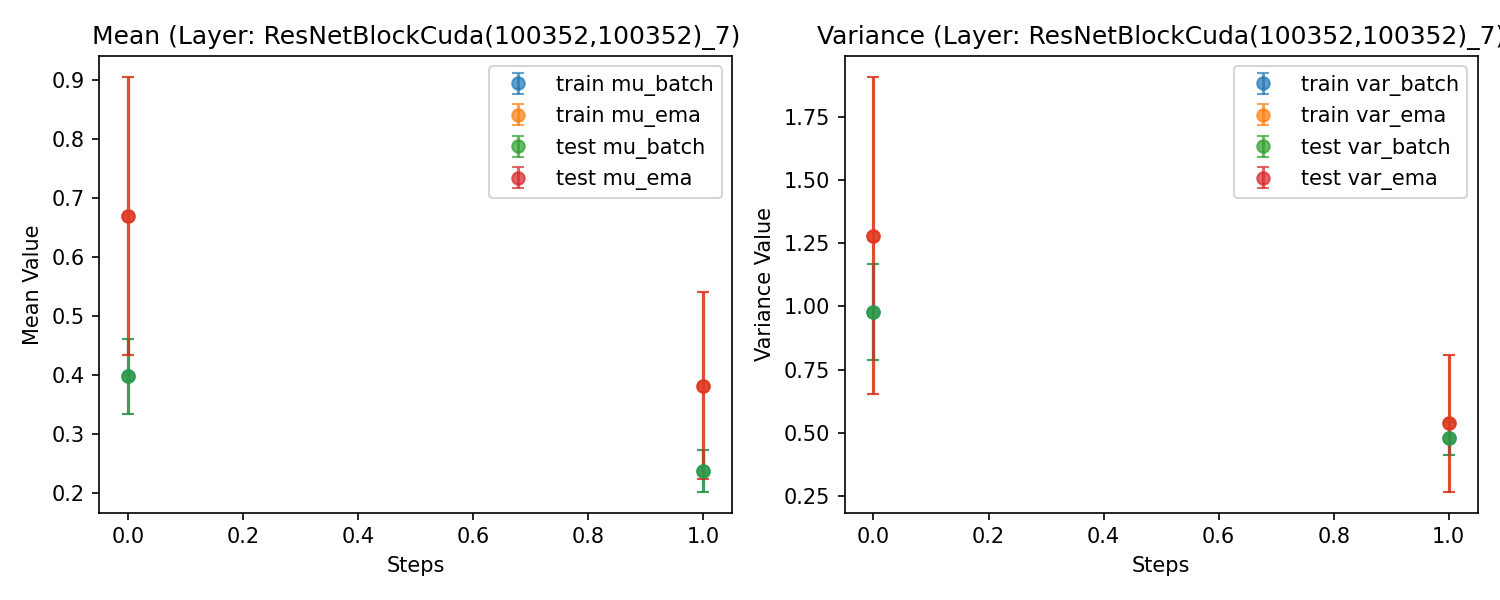 Mean (Layer: ResNetBlockCuda(100352,100352)_7)
Mean Value
0.9
0.8
0.7
0.6
0.5
0.4
0.3
0.2
train mu_batch
train mu_ema
test mu_batch
test mu_ema
0.0 0.2 0.4 0.6 0.8 1.0
Steps
Variance (Layer: ResNetBlockCuda(100352,100352)_7)
Variance Value
1.75
1.50
1.25
1.00
0.75
0.50
0.25
train var_batch
train var_ema
test var_batch
test var_ema
0.0 0.2 0.4 0.6 0.8 1.0
Steps